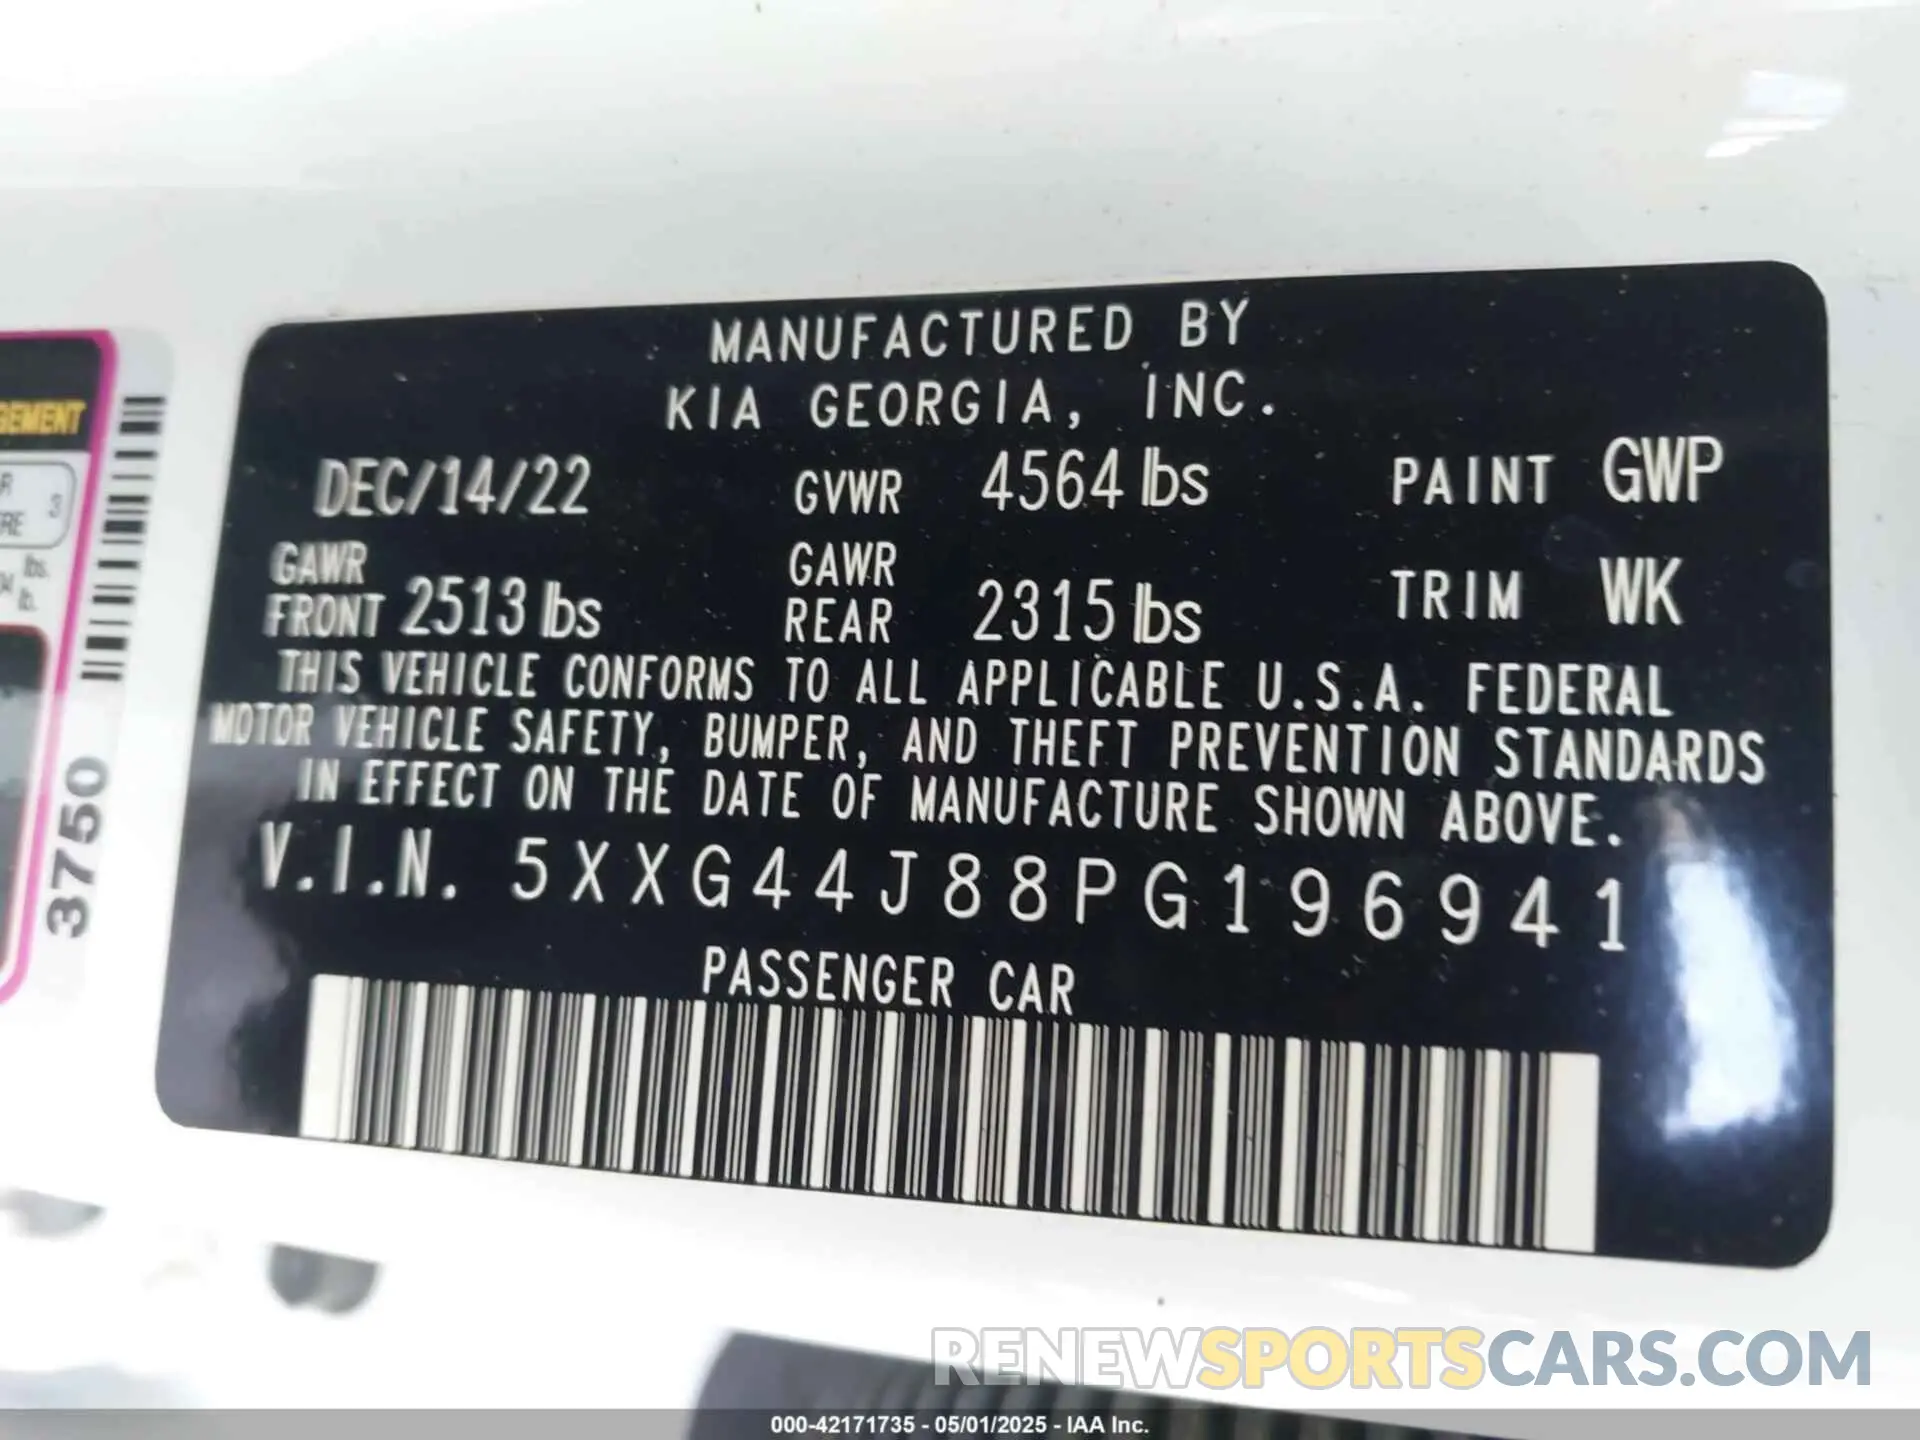 MANUFACTURED BY
KIA GEORGIA, INC.
DEC/14/22 GVWR 4564 lbs PAINT GWP
GAWR FRONT 2513 lbs GAWR REAR 2315 lbs TRIM WK
THIS VEHICLE CONFORMS TO ALL APPLICABLE U.S.A. FEDERAL
MOTOR VEHICLE SAFETY, BUMPER, AND THEFT PREVENTION STANDARDS
IN EFFECT ON THE DATE OF MANUFACTURE SHOWN ABOVE.
V.I.N. 5XXG44J88PG196941
PASSENGER CAR
3750
lbs.
lb.
3
RENEWSPORTSCARS.COM
000-42171735 - 05/01/2025 - IAA Inc.